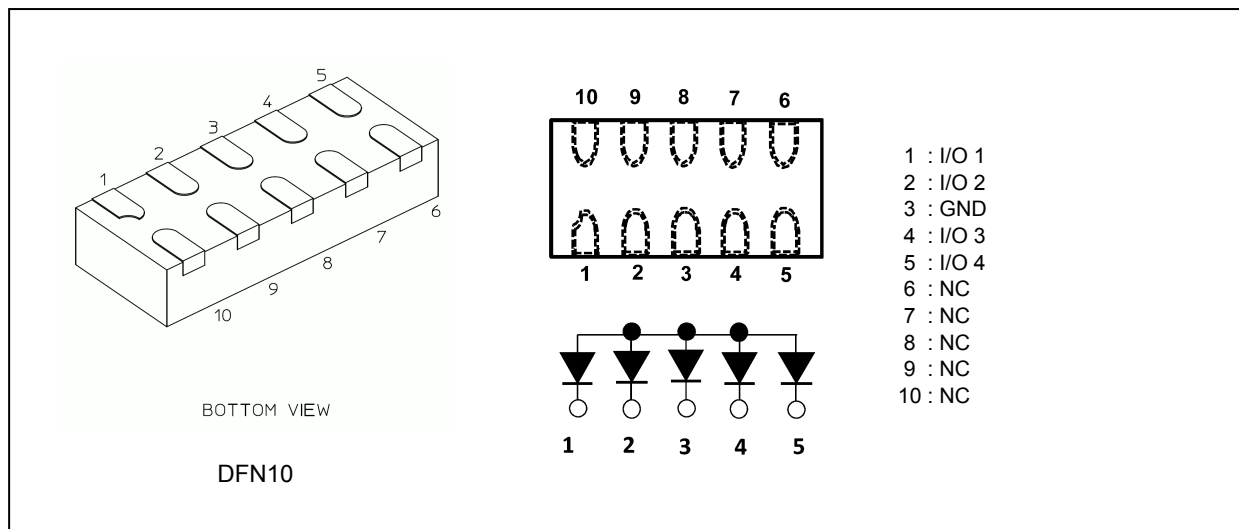 5
4
3
2
1
6
7
8
9
10
BOTTOM VIEW
DFN10
10 9 8 7 6
1 2 3 4 5
1 2 3 4 5
1 : I/O 1
2 : I/O 2
3 : GND
4 : I/O 3
5 : I/O 4
6 : NC
7 : NC
8 : NC
9 : NC
10 : NC